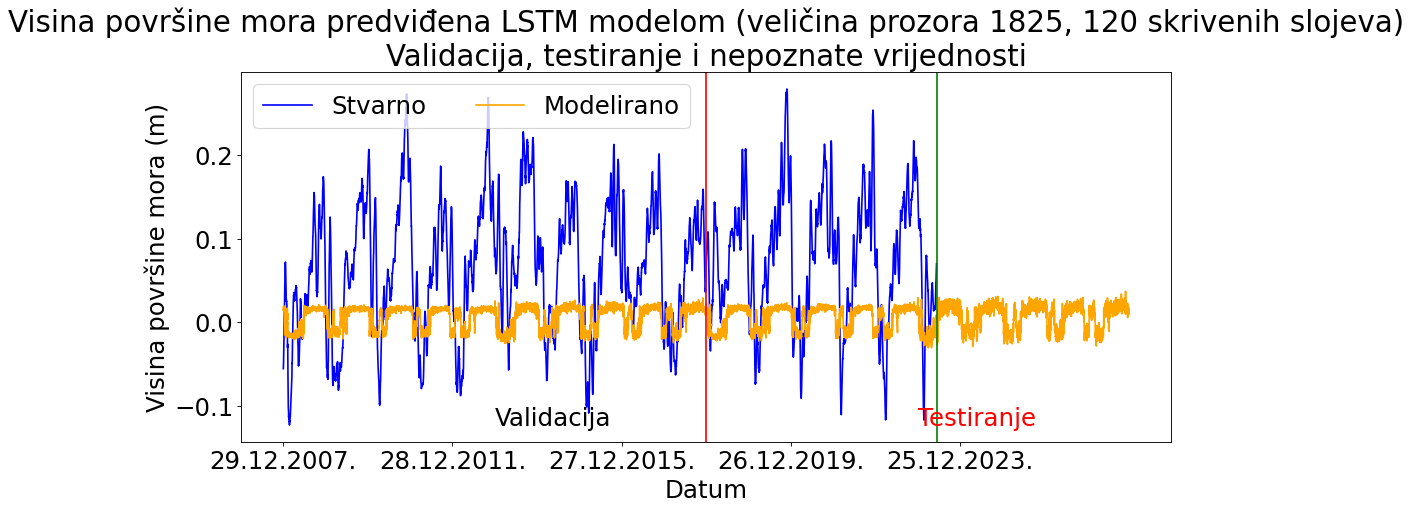 Visina površine mora predviđena LSTM modelom (veličina prozora 1825, 120 skrivenih slojeva)
Validacija, testiranje i nepoznate vrijednosti
Stvarno
Modelirano
Visina površine mora (m)
0.2
0.1
0.0
−0.1
Validacija
Testiranje
29.12.2007.
28.12.2011.
27.12.2015.
26.12.2019.
25.12.2023.
Datum